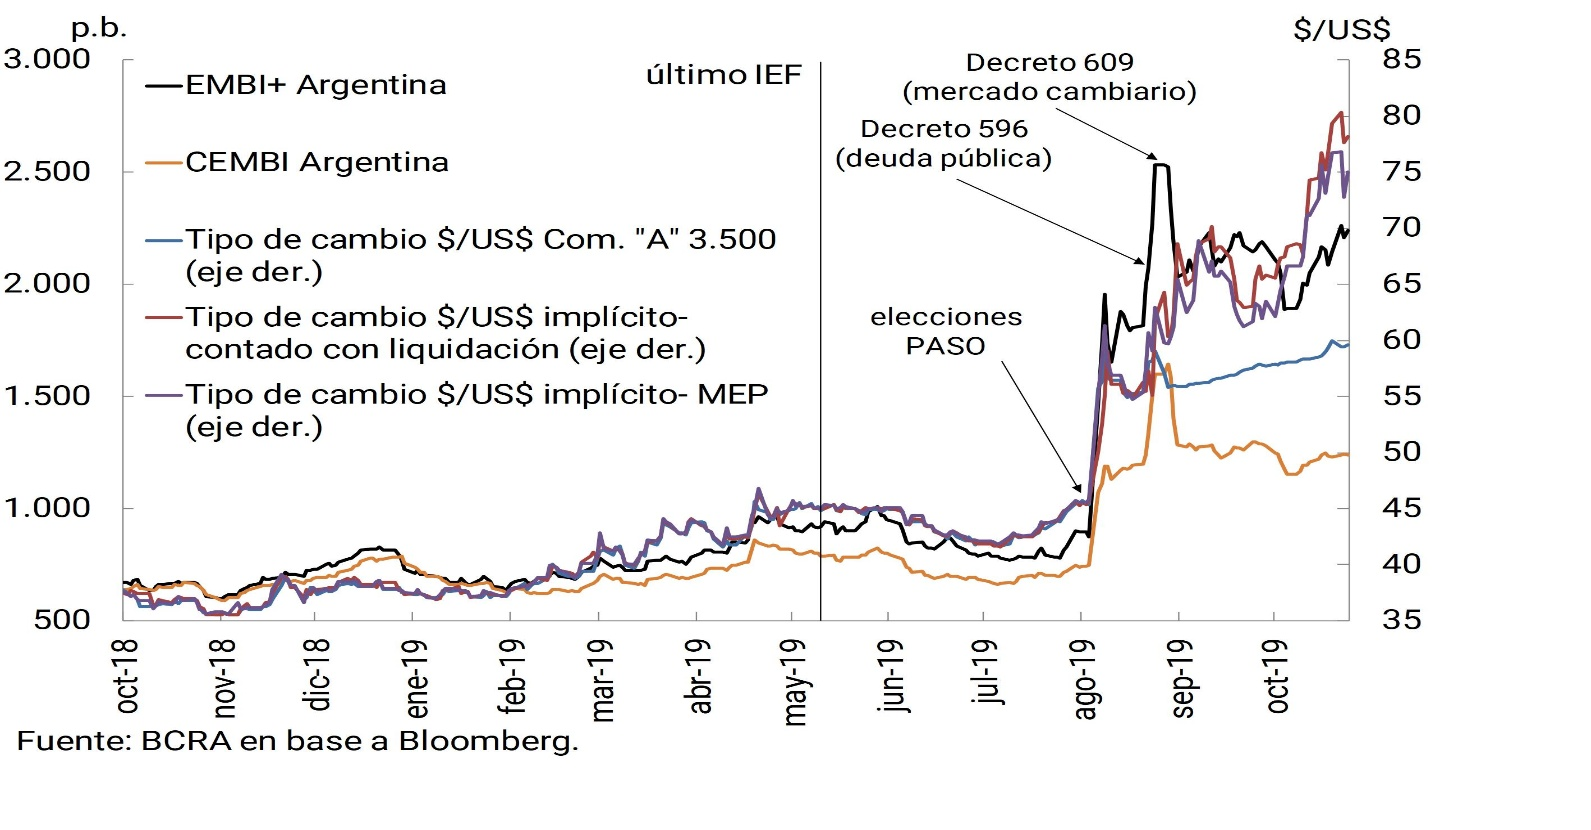 p.b.
$/US$
3.000
2.500
2.000
1.500
1.000
500
EMBI+ Argentina
CEMBI Argentina
Tipo de cambio $/US$ Com. "A" 3.500
(eje der.)
Tipo de cambio $/US$ implícito-
contado con liquidación (eje der.)
Tipo de cambio $/US$ implícito- MEP
(eje der.)
último IEF
Decreto 609
(mercado cambiario)
Decreto 596
(deuda pública)
elecciones
PASO
85
80
75
70
65
60
55
50
45
40
35
oct-18
nov-18
dic-18
ene-19
feb-19
mar-19
abr-19
may-19
jun-19
jul-19
ago-19
sep-19
oct-19
Fuente: BCRA en base a Bloomberg.